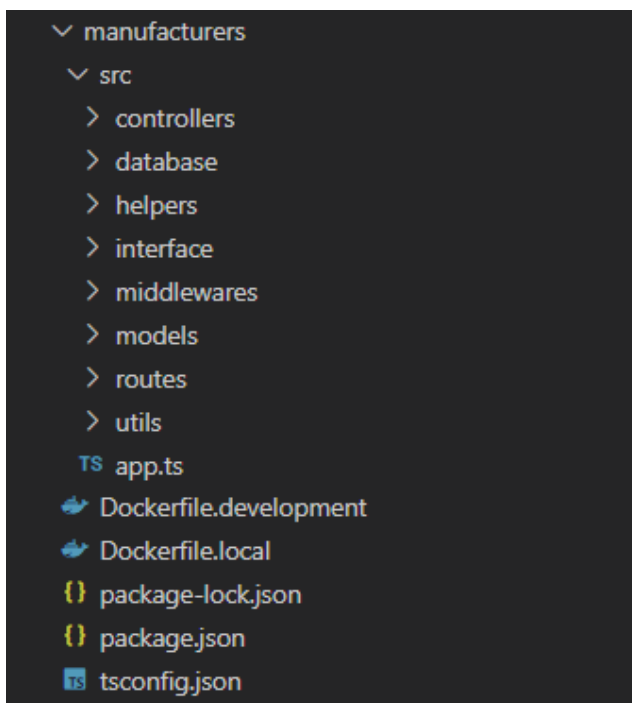 manufacturers
src
controllers
database
helpers
interface
middlewares
models
routes
utils
TS app.ts
Dockerfile.development
Dockerfile.local
{} package-lock.json
{} package.json
TS tsconfig.json